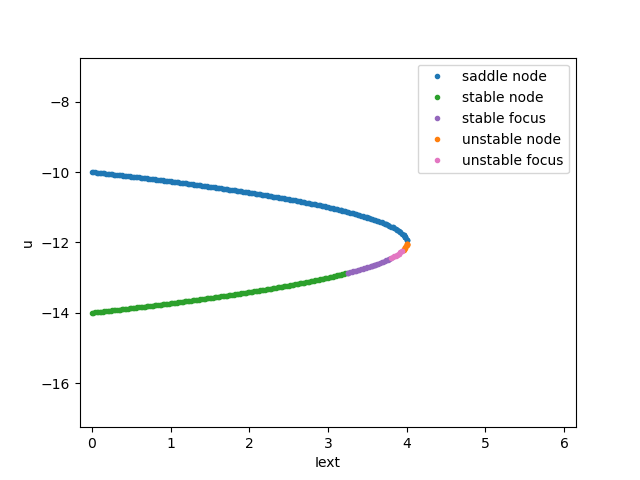 saddle node
stable node
stable focus
unstable node
unstable focus
−8
−10
−12
−14
−16
u
0 1 2 3 4 5 6
Iext